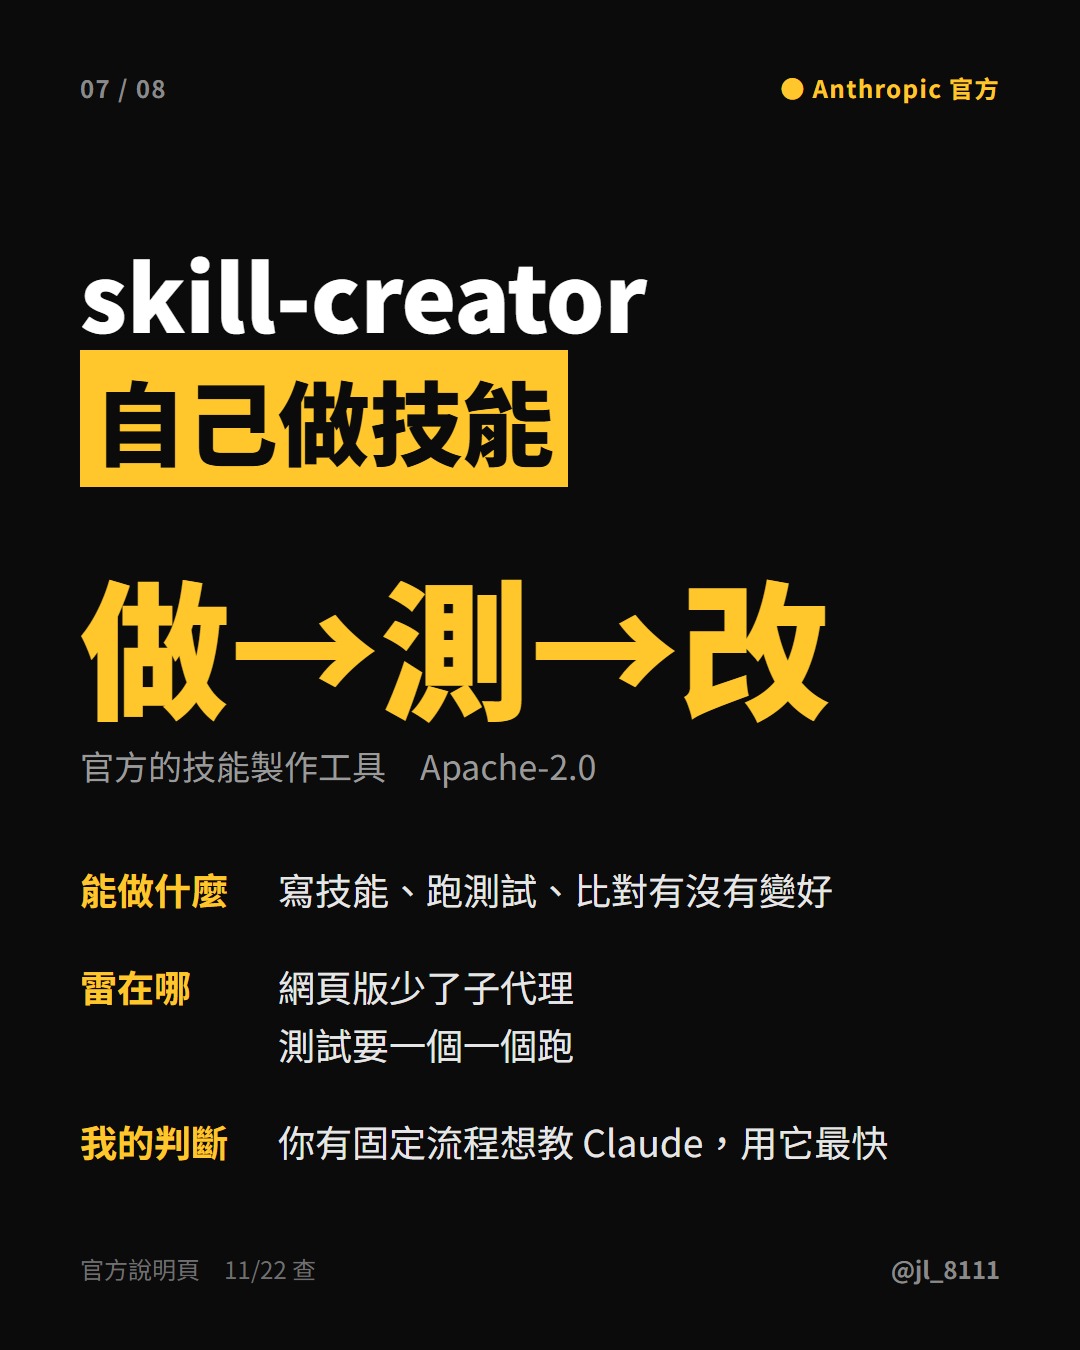 07 / 08
Anthropic 官方
skill-creator
自己做技能
做→測→改
官方的技能製作工具　Apache-2.0
能做什麼　寫技能、跑測試、比對有沒有變好
雷在哪　網頁版少了子代理
測試要一個一個跑
我的判斷　你有固定流程想教 Claude，用它最快
官方說明頁　11/22 查
@jl_8111